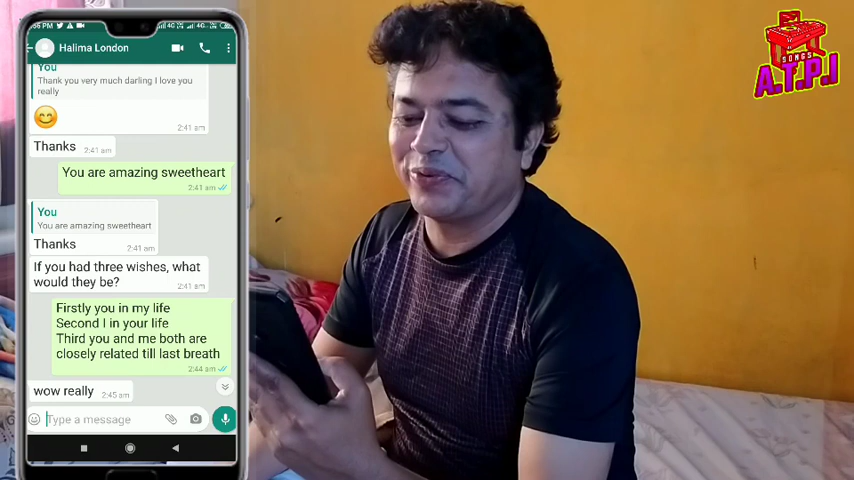 :56 PM
4G 4G
Halima London
You
Thank you very much darling I love you
really
2:41 am
Thanks 2:41 am
You are amazing sweetheart
2:41 am
You
You are amazing sweetheart
Thanks 2:41 am
If you had three wishes, what
would they be?
2:41 am
Firstly you in my life
Second I in your life
Third you and me both are
closely related till last breath
2:44 am
wow really 2:45 am
Type a message
SONGS
A.T.P.I